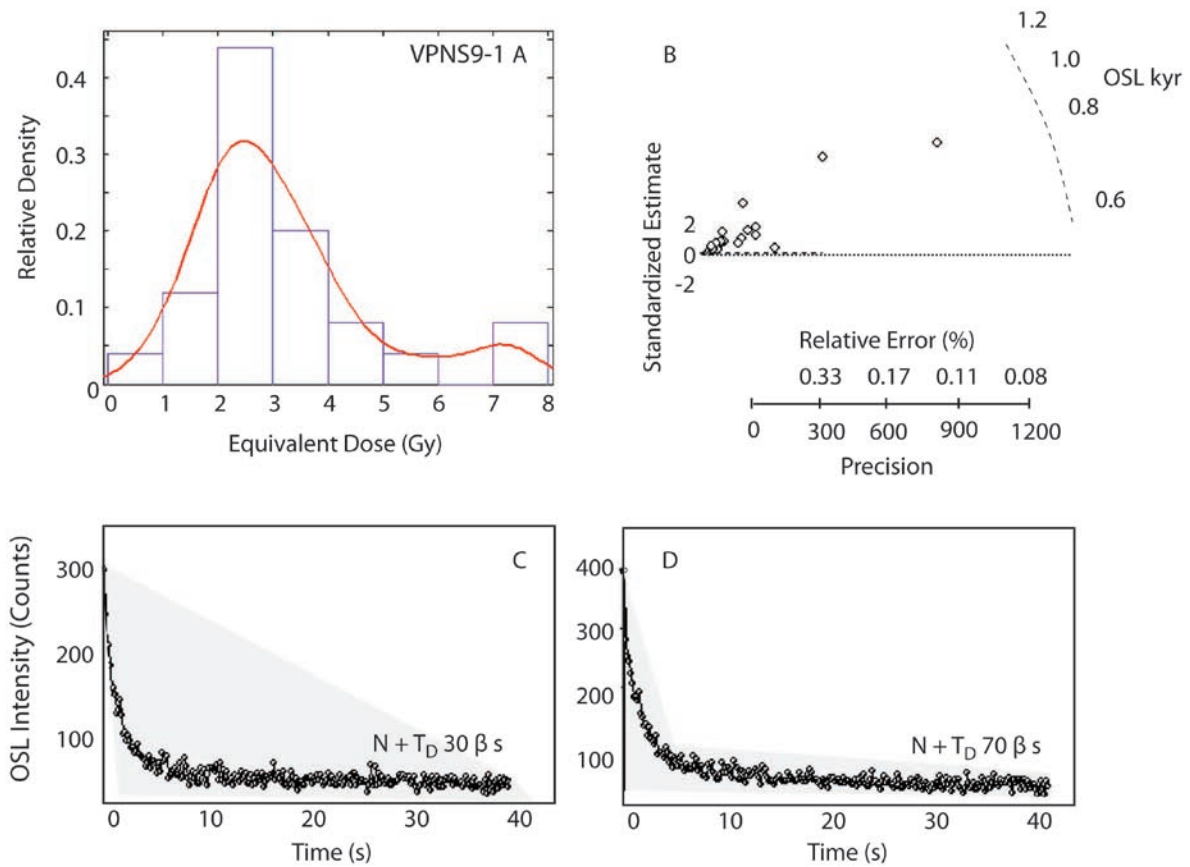 VPNS9-1 A
Relative Density
0.4
0.3
0.2
0.1
0
0 1 2 3 4 5 6 7 8
Equivalent Dose (Gy)
B
1.2
1.0
OSL kyr
0.8
0.6
Standardized Estimate
2
0
-2
Relative Error (%)
0.33 0.17 0.11 0.08
0 300 600 900 1200
Precision
C
OSL Intensity (Counts)
300
200
100
N + TD 30 β s
0 10 20 30 40
Time (s)
D
400
300
200
100
N + TD 70 β s
0 10 20 30 40
Time (s)